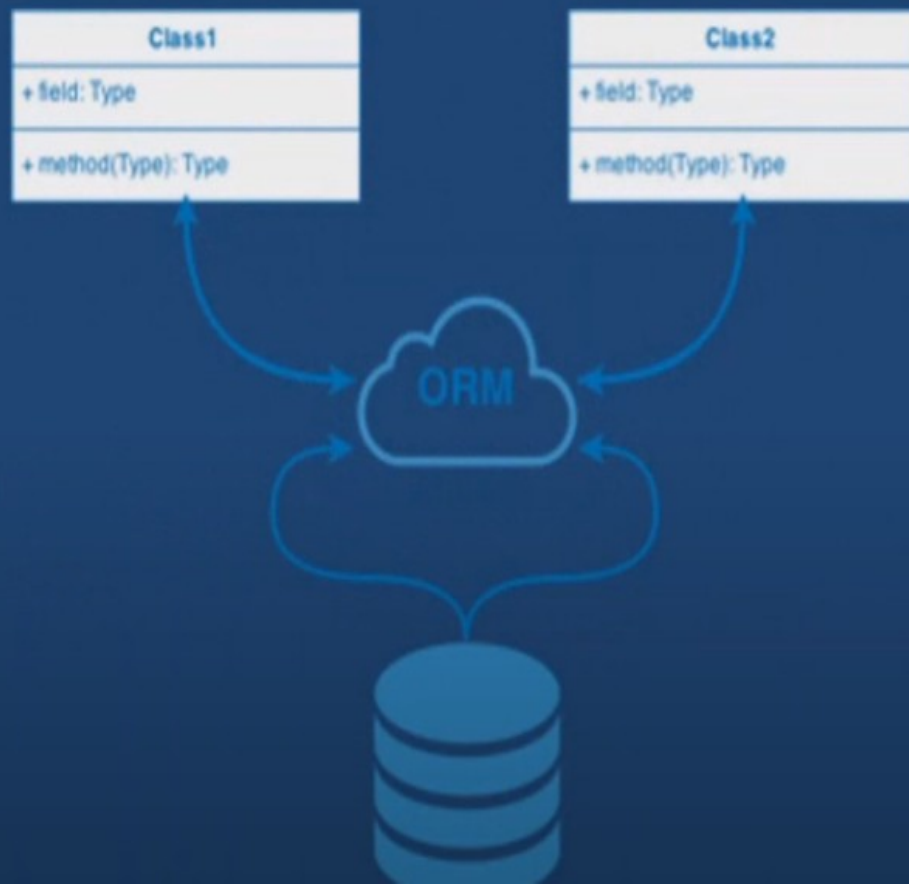 Class1
+ field: Type
+ method(Type): Type
Class2
+ field: Type
+ method(Type): Type
ORM